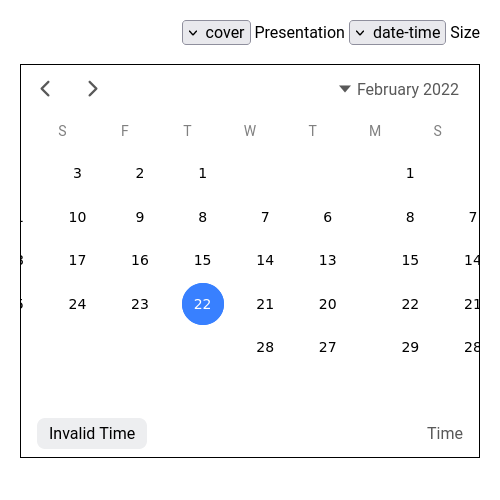 cover Presentation date-time Size
February 2022
S F T W T M S
3 2 1 1
10 9 8 7 6 8 7
17 16 15 14 13 15 14
24 23 22 21 20 22 21
28 27 29 28
Invalid Time Time